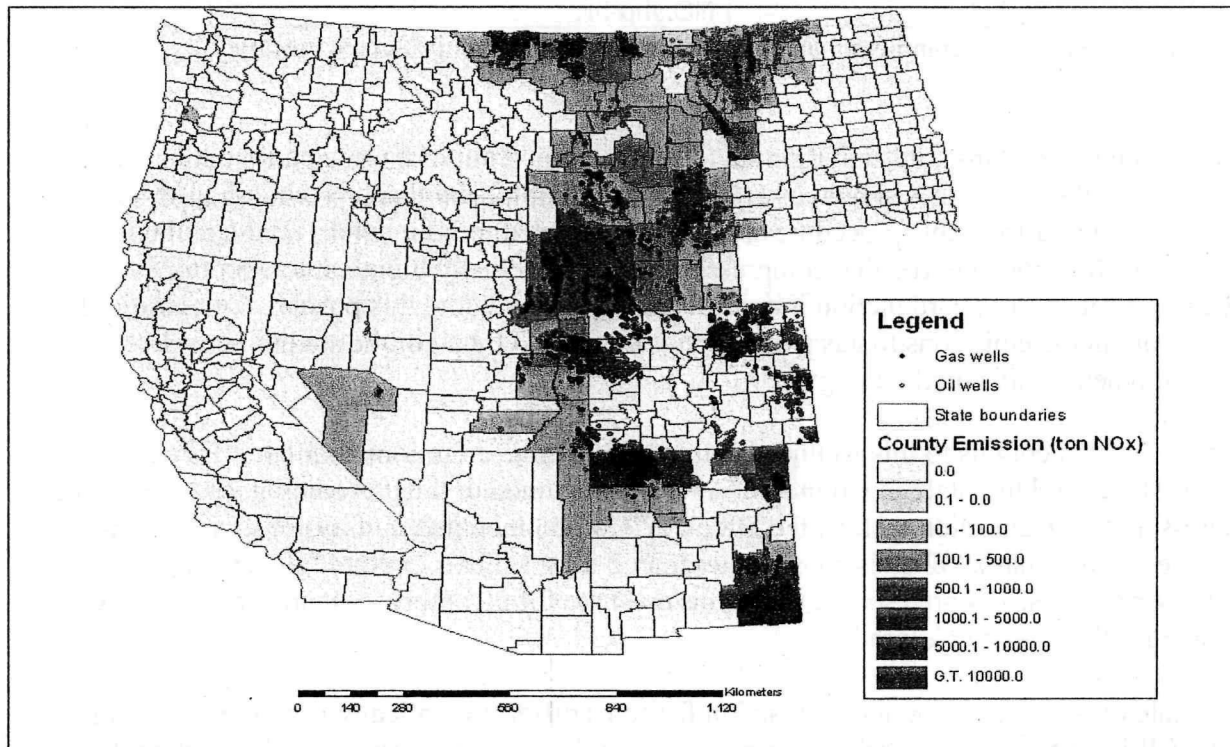 Legend
Gas wells
Oil wells
State boundaries
County Emission (ton NOx)
0.0
0.1 - 0.0
0.1 - 100.0
100.1 - 500.0
500.1 - 1000.0
1000.1 - 5000.0
5000.1 - 10000.0
G.T. 10000.0
Kilometers
0 140 280 560 840 1,120